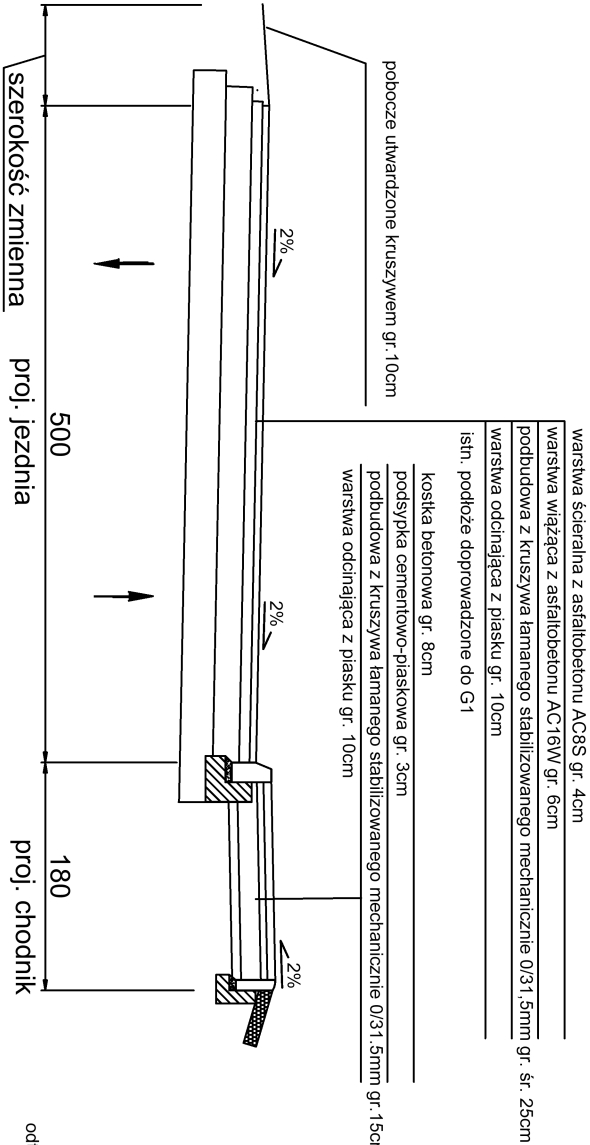 warstwa ścieralna z asfaltobetonu AC8S gr. 4cm
warstwa wiążąca z asfaltobetonu AC16W gr. 6cm
podbudowa z kruszywa łamanego stabilizowanego mechanicznie 0/31,5mm gr. śr. 25cm
warstwa odcinająca z piasku gr. 10cm
istn. podłoże doprowadzone do G1
kostka betonowa gr. 8cm
podsypka cementowo-piaskowa gr. 3cm
podbudowa z kruszywa łamanego stabilizowanego mechanicznie 0/31.5mm gr.15c
warstwa odcinająca z piasku gr. 10cm
pobocze utwardzone kruszywem gr.10cm
2%
2%
2%
500
180
szerokość zmienna
proj. jezdnia
proj. chodnik